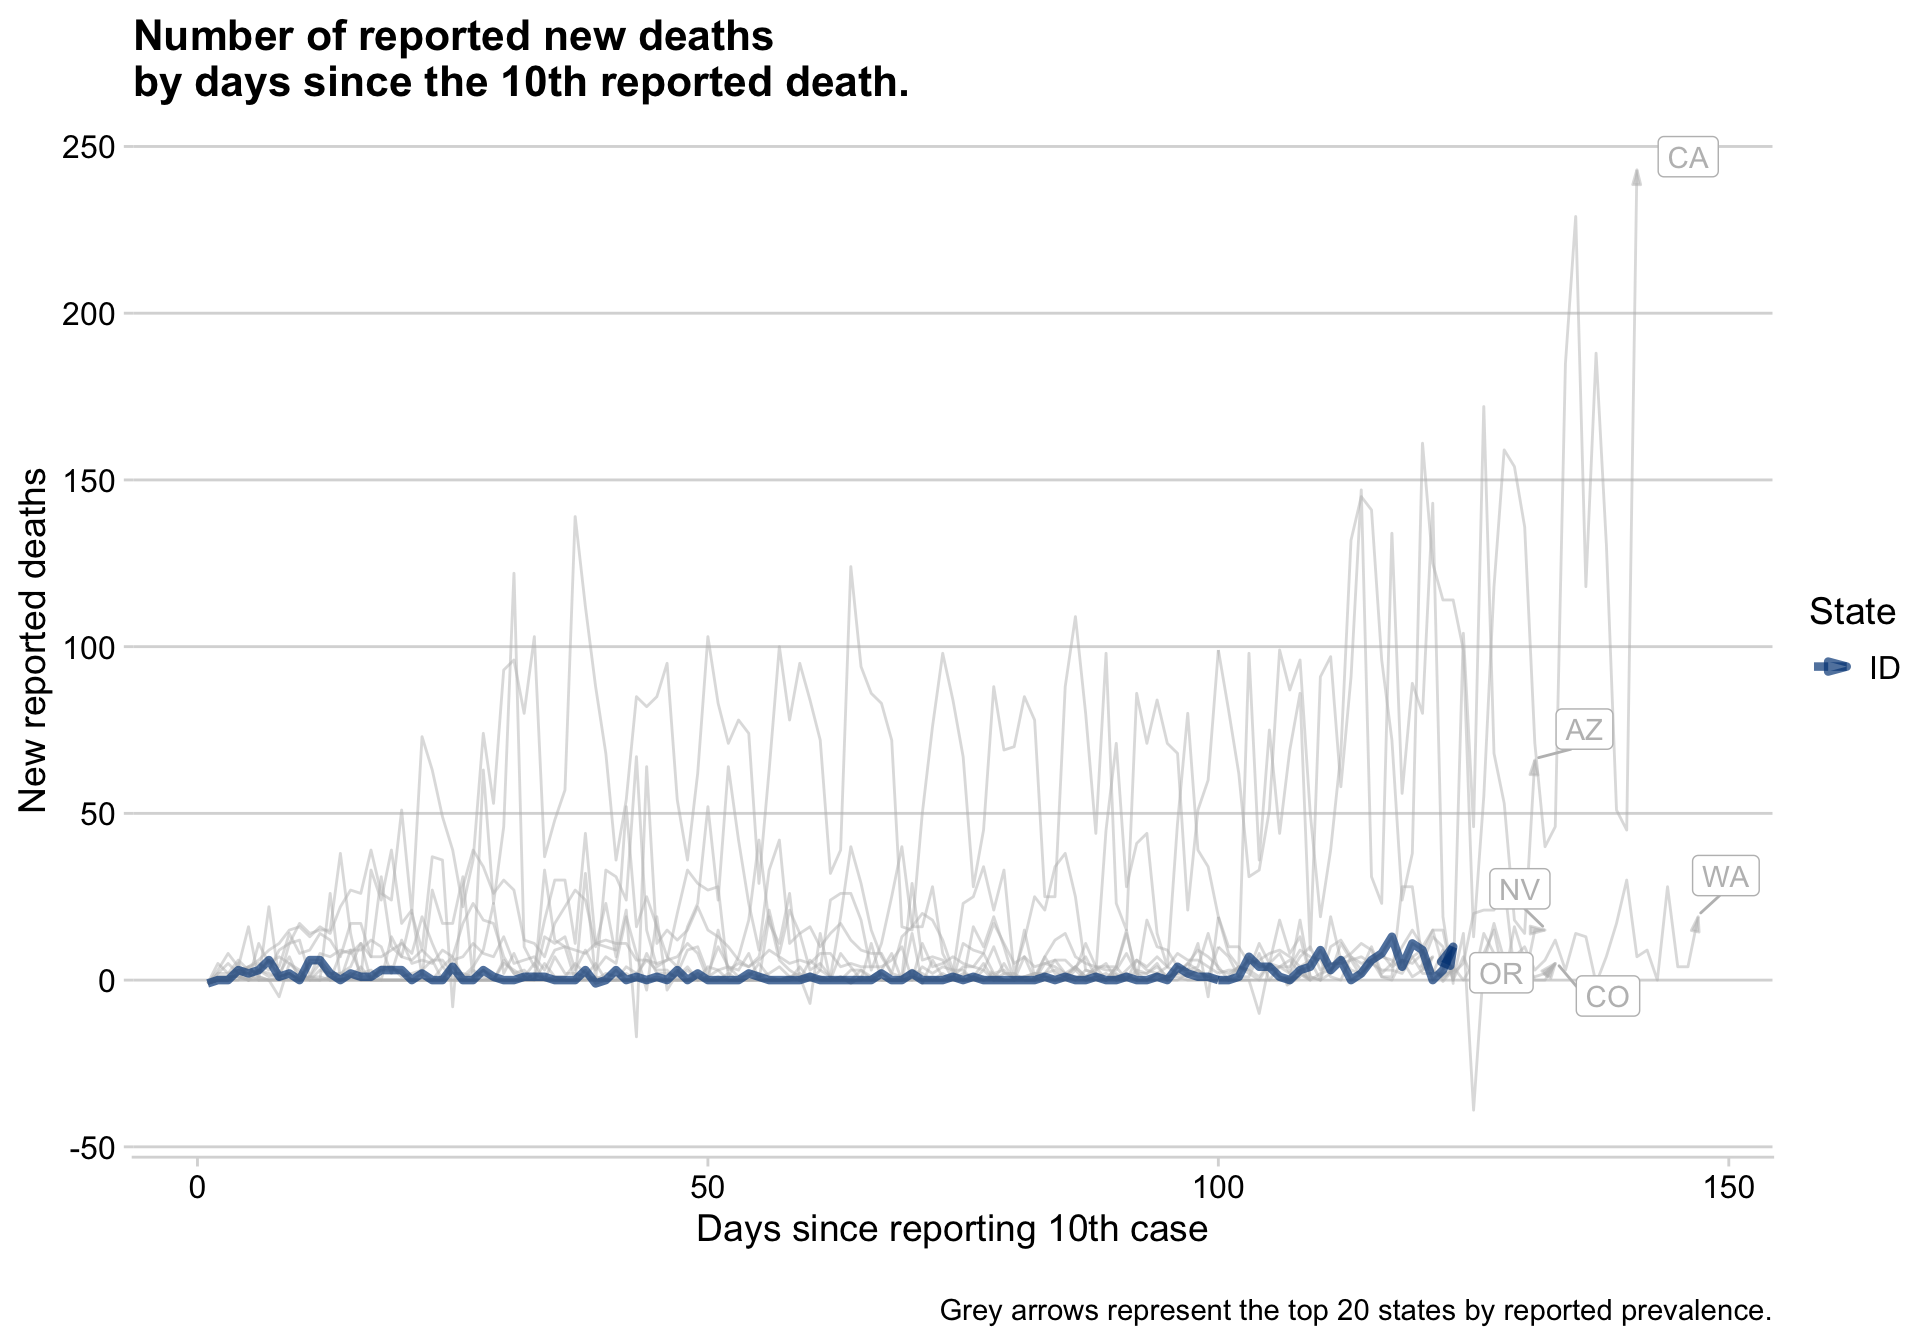 Number of reported new deaths
by days since the 10th reported death.
250
200
150
100
50
0
-50
New reported deaths
CA
AZ
NV
WA
OR
CO
State
ID
0
50
100
150
Days since reporting 10th case
Grey arrows represent the top 20 states by reported prevalence.